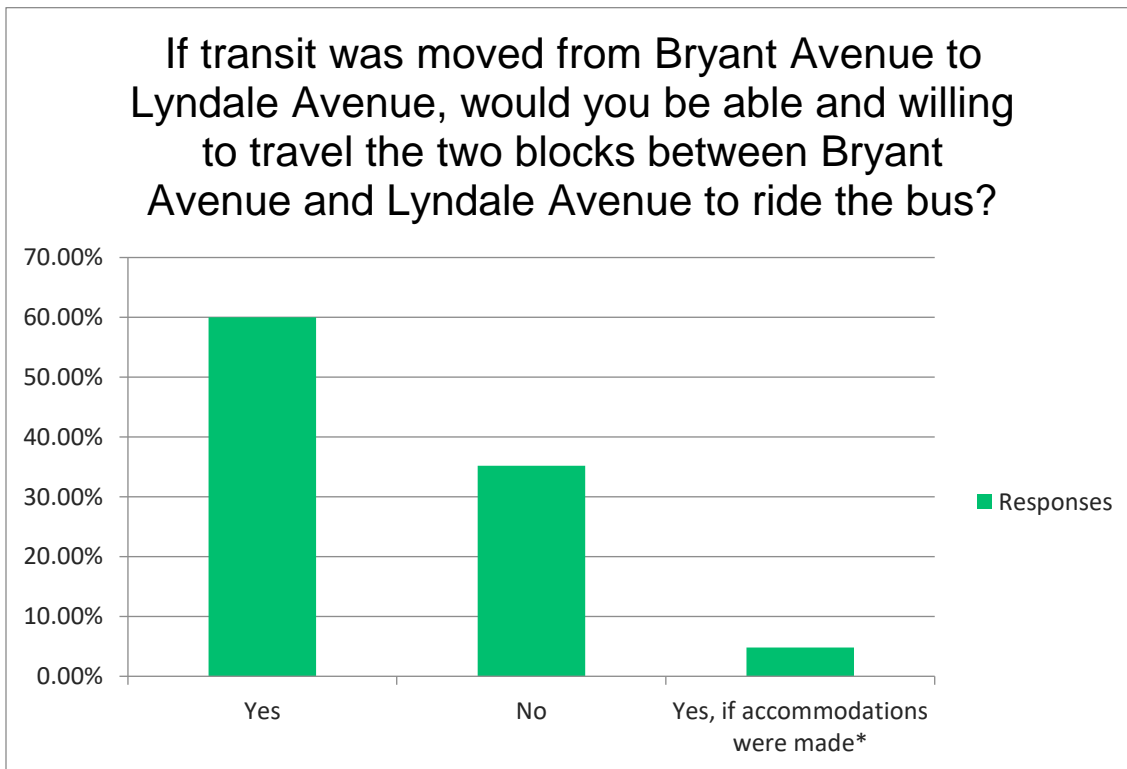 If transit was moved from Bryant Avenue to
Lyndale Avenue, would you be able and willing
to travel the two blocks between Bryant
Avenue and Lyndale Avenue to ride the bus?
70.00%
60.00%
50.00%
40.00%
30.00%
20.00%
10.00%
0.00%
Yes
No
Yes, if accommodations
were made*
Responses